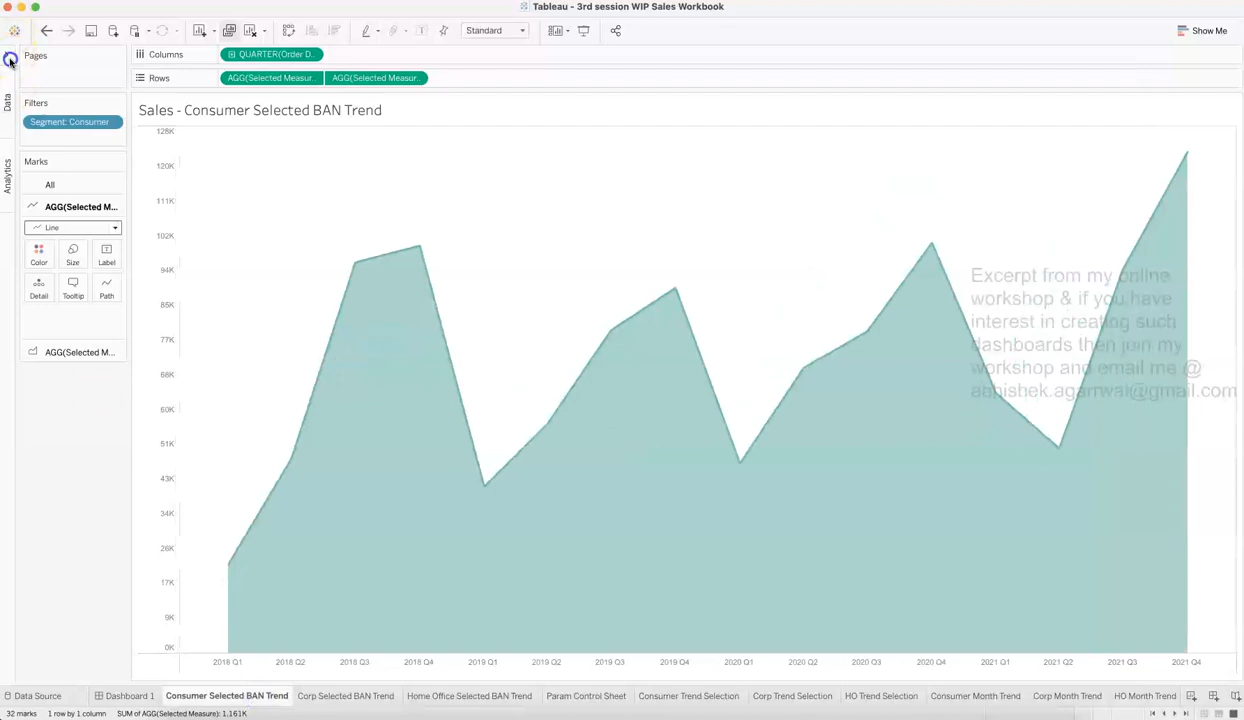 Tableau - 3rd session WIP Sales Workbook
Standard
Show Me
Pages
Columns
QUARTER(Order D..
Rows
AGG(Selected Measur..
AGG(Selected Measur..
Data
Analytics
Filters
Segment: Consumer
Marks
All
AGG(Selected M...
Line
Color
Size
Label
Detail
Tooltip
Path
AGG(Selected M...
Sales - Consumer Selected BAN Trend
128K
120K
111K
102K
94K
85K
77K
68K
60K
51K
43K
34K
26K
17K
9K
0K
2018 Q1
2018 Q2
2018 Q3
2018 Q4
2019 Q1
2019 Q2
2019 Q3
2019 Q4
2020 Q1
2020 Q2
2020 Q3
2020 Q4
2021 Q1
2021 Q2
2021 Q3
2021 Q4
Excerpt from my online
workshop & if you have
interest in creating such
dashboards then join my
workshop and email me @
abhishek.agarrwal@gmail.com
Data Source
Dashboard 1
Consumer Selected BAN Trend
Corp Selected BAN Trend
Home Office Selected BAN Trend
Param Control Sheet
Consumer Trend Selection
Corp Trend Selection
HO Trend Selection
Consumer Month Trend
Corp Month Trend
HO Month Trend
32 marks
1 row by 1 column
SUM of AGG(Selected Measure): 1,161K